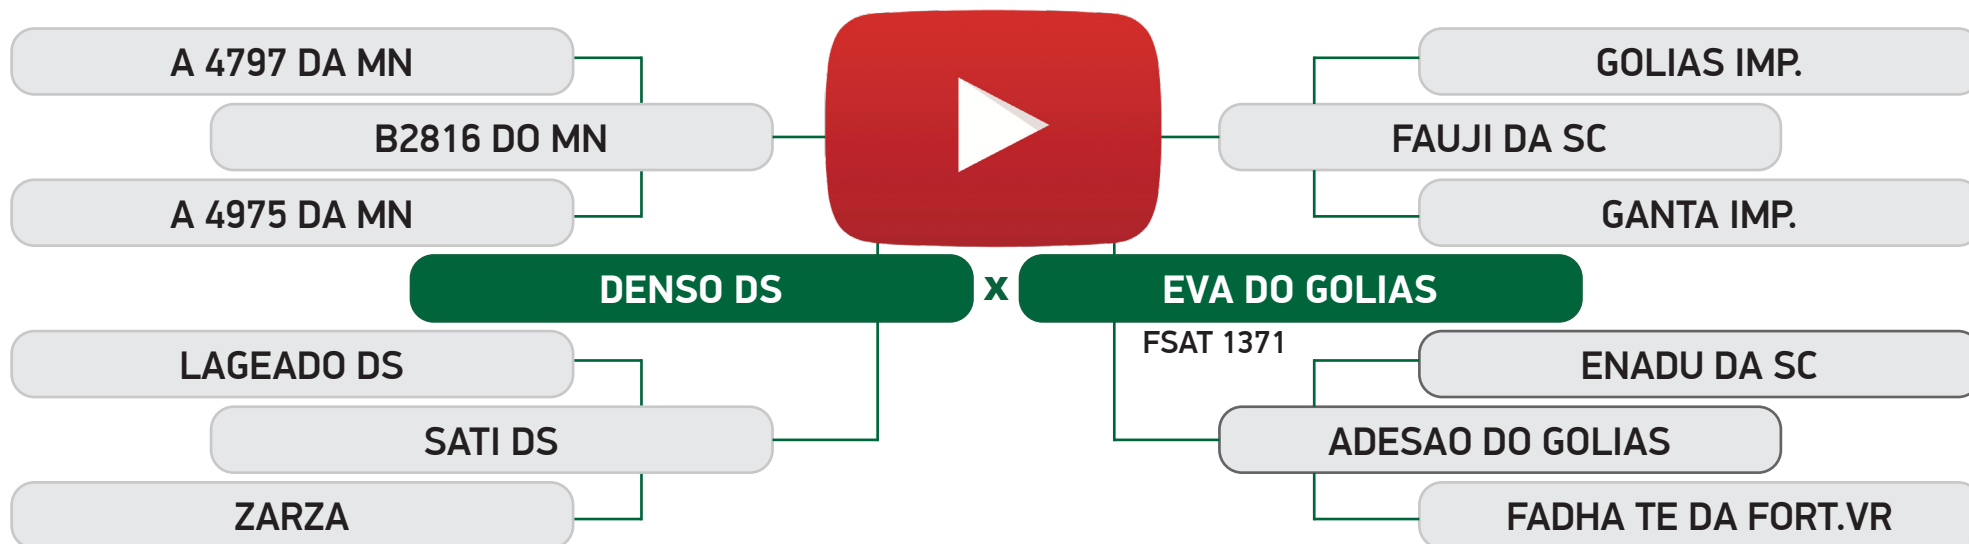 A 4797 DA MN
GOLIAS IMP.
B2816 DO MN
FAUJI DA SC
A 4975 DA MN
GANTA IMP.
DENSO DS x EVA DO GOLIAS
FSAT 1371
LAGEADO DS
ENADU DA SC
SATI DS
ADESAO DO GOLIAS
ZARZA
FADHA TE DA FORT.VR